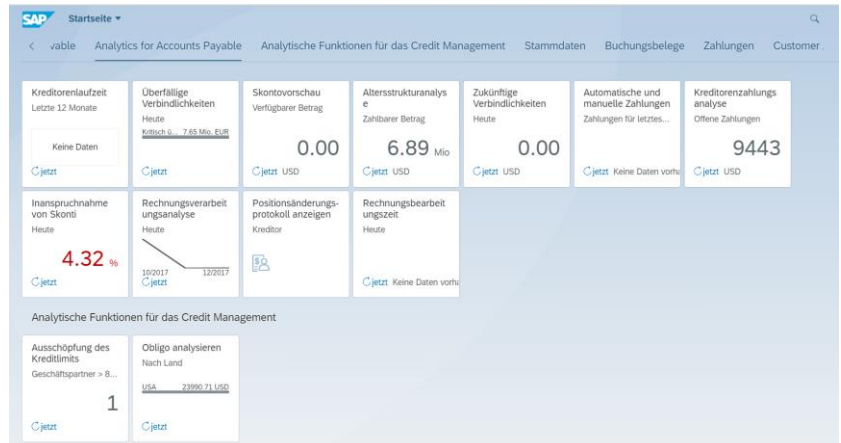 SAP Startseite
vable Analytics for Accounts Payable Analytische Funktionen für das Credit Management Stammdaten Buchungsbelege Zahlungen Customer
Kreditorenlaufzeit
Letzte 12 Monate
Keine Daten
jetzt
Überfällige
Verbindlichkeiten
Heute
Kritisch ü... 7.65 Mio. EUR
jetzt
Skontovorschau
Verfügbarer Betrag
0.00
jetzt USD
Altersstrukturanalys
e
Zahlbarer Betrag
6.89 Mio
jetzt USD
Zukünftige
Verbindlichkeiten
Heute
0.00
jetzt USD
Automatische und
manuelle Zahlungen
Zahlungen für letztes...
jetzt Keine Daten vorha
Kreditorenzahlungs
analyse
Offene Zahlungen
9443
jetzt USD
Inanspruchnahme
von Skonti
Heute
4.32 %
jetzt
Rechnungsverarbeit
ungsanalyse
Heute
10/2017 12/2017
jetzt
Positionsänderungs-
protokoll anzeigen
Kreditor
Rechnungsbearbeit
ungszeit
Heute
jetzt Keine Daten vorha
Analytische Funktionen für das Credit Management
Ausschöpfung des
Kreditlimits
Geschäftspartner > 8...
1
jetzt
Obligo analysieren
Nach Land
USA 23990.71 USD
jetzt